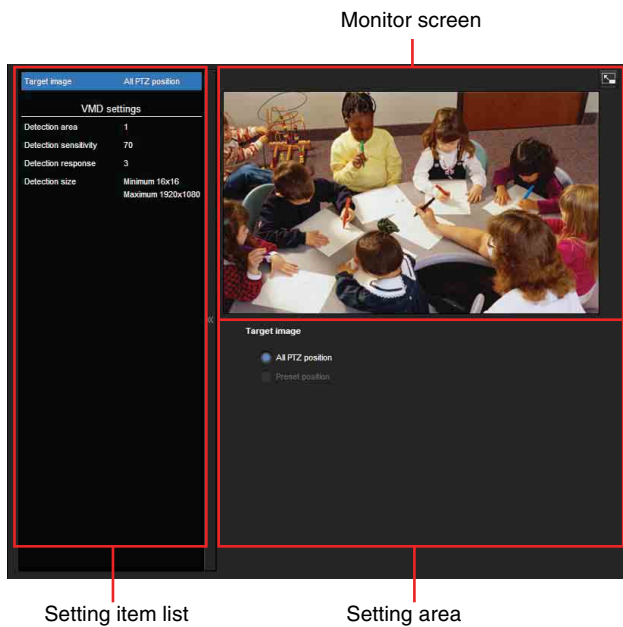 Monitor screen
Target image All PTZ position
VMD settings
Detection area 1
Detection sensitivity 70
Detection response 3
Detection size Minimum 16x16
Maximum 1920x1080
«
Target image
All PTZ position
Preset position
Setting item list
Setting area